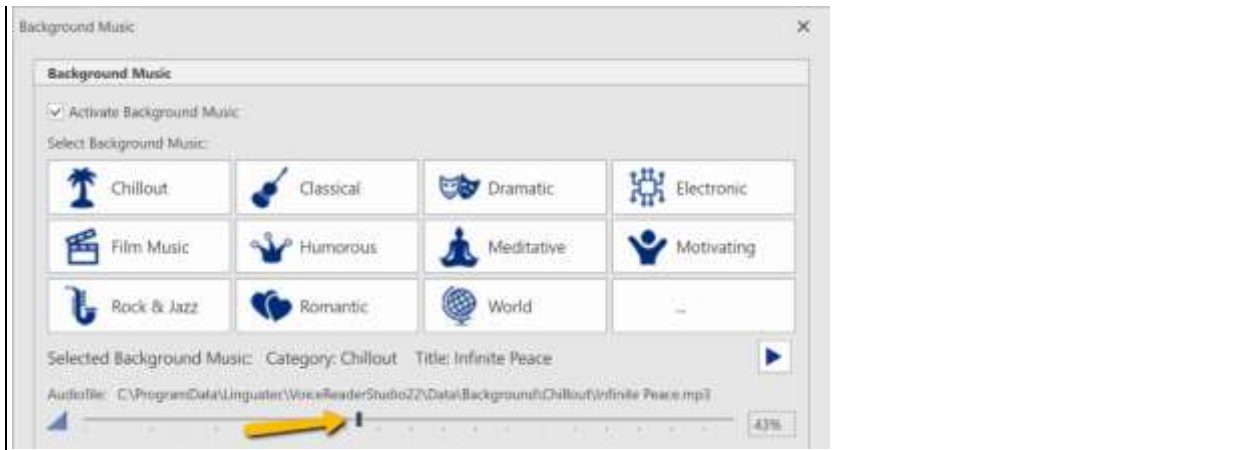 Background Music
Background Music
Activate Background Music
Select Background Music:
Chillout Classical Dramatic Electronic
Film Music Humorous Meditative Motivating
Rock & Jazz Romantic World ...
Selected Background Music: Category: Chillout Title: Infinite Peace
Audiofile: C:\ProgramData\Linguatec\VoiceReaderStudio22\Data\Background\Chillout\Infinite Peace.mp3
43%